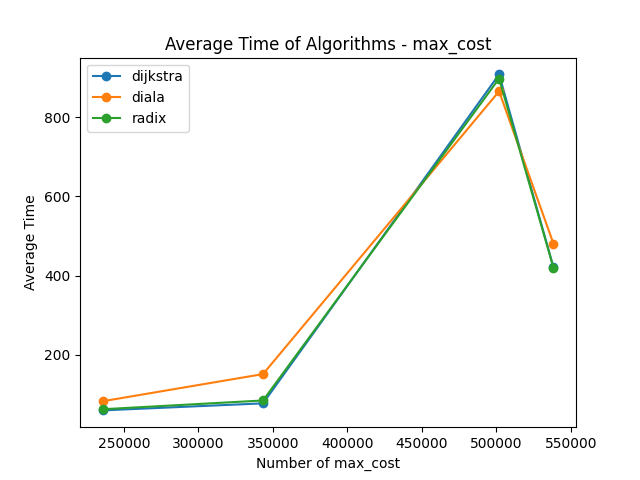 Average Time of Algorithms - max_cost
dijkstra
diala
radix
Average Time
800
600
400
200
250000 300000 350000 400000 450000 500000 550000
Number of max_cost